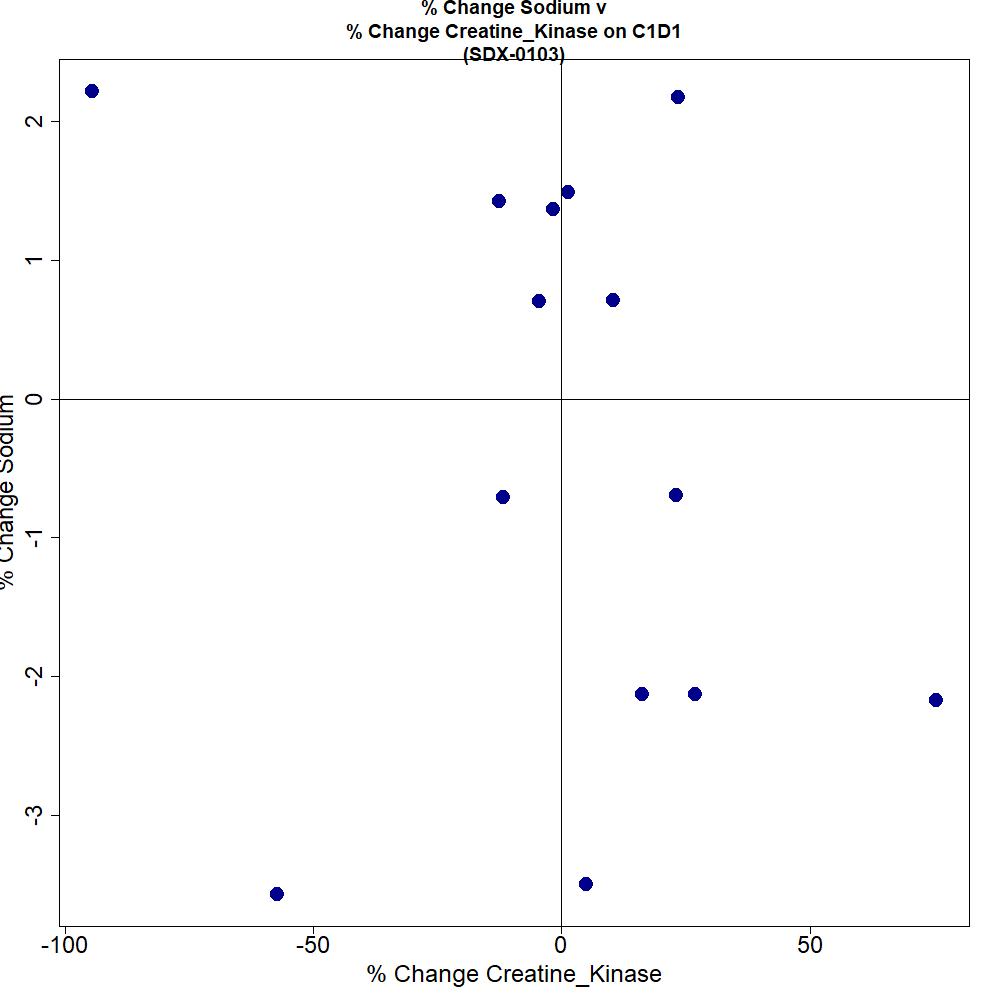 % Change Sodium v
% Change Creatine_Kinase on C1D1
(SDX-0103)
% Change Sodium
2
1
0
-1
-2
-3
-100 -50 0 50
% Change Creatine_Kinase